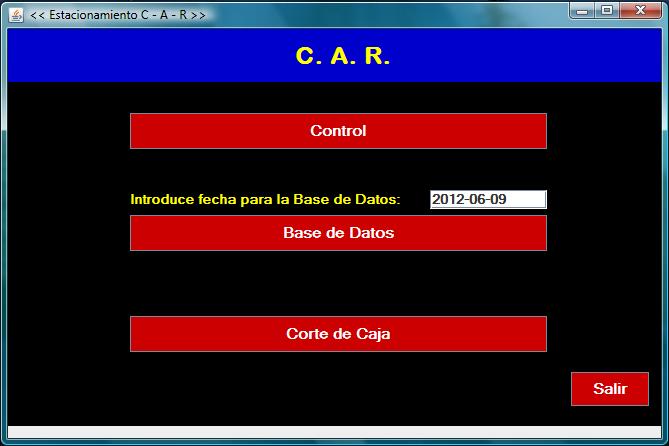 << Estacionamiento C - A - R >>
C. A. R.
Control
Introduce fecha para la Base de Datos: 2012-06-09
Base de Datos
Corte de Caja
Salir